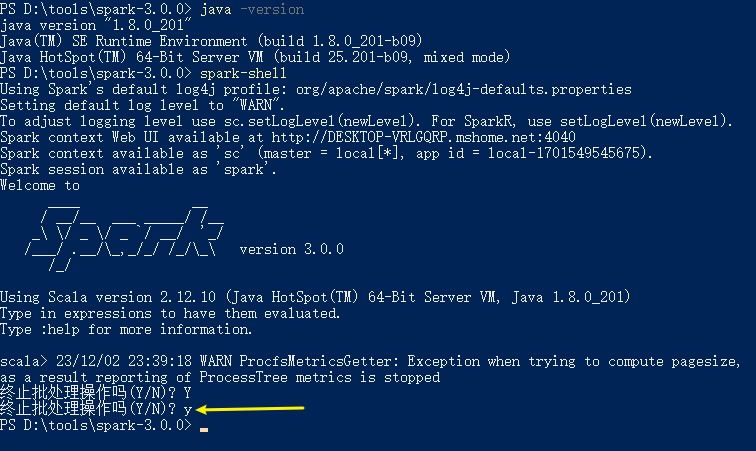 PS D:\tools\spark-3.0.0> java -version
java version "1.8.0_201"
Java(TM) SE Runtime Environment (build 1.8.0_201-b09)
Java HotSpot(TM) 64-Bit Server VM (build 25.201-b09, mixed mode)
PS D:\tools\spark-3.0.0> spark-shell
Using Spark's default log4j profile: org/apache/spark/log4j-defaults.properties
Setting default log level to "WARN".
To adjust logging level use sc.setLogLevel(newLevel). For SparkR, use setLogLevel(newLevel).
Spark context Web UI available at http://DESKTOP-VRLGQRP.mshome.net:4040
Spark context available as 'sc' (master = local[*], app id = local-1701549545675).
Spark session available as 'spark'.
Welcome to
      ____              __
     / __/__  ___ _____/ /__
    _\ \/ _ \/ _ `/ __/  '_/
   /___/ .__/\_,_/_/ /_/\_\   version 3.0.0
      /_/
Using Scala version 2.12.10 (Java HotSpot(TM) 64-Bit Server VM, Java 1.8.0_201)
Type in expressions to have them evaluated.
Type :help for more information.
scala> 23/12/02 23:39:18 WARN ProcfsMetricsGetter: Exception when trying to compute pagesize,
as a result reporting of ProcessTree metrics is stopped
终止批处理操作吗(Y/N)? Y
终止批处理操作吗(Y/N)? y
PS D:\tools\spark-3.0.0>